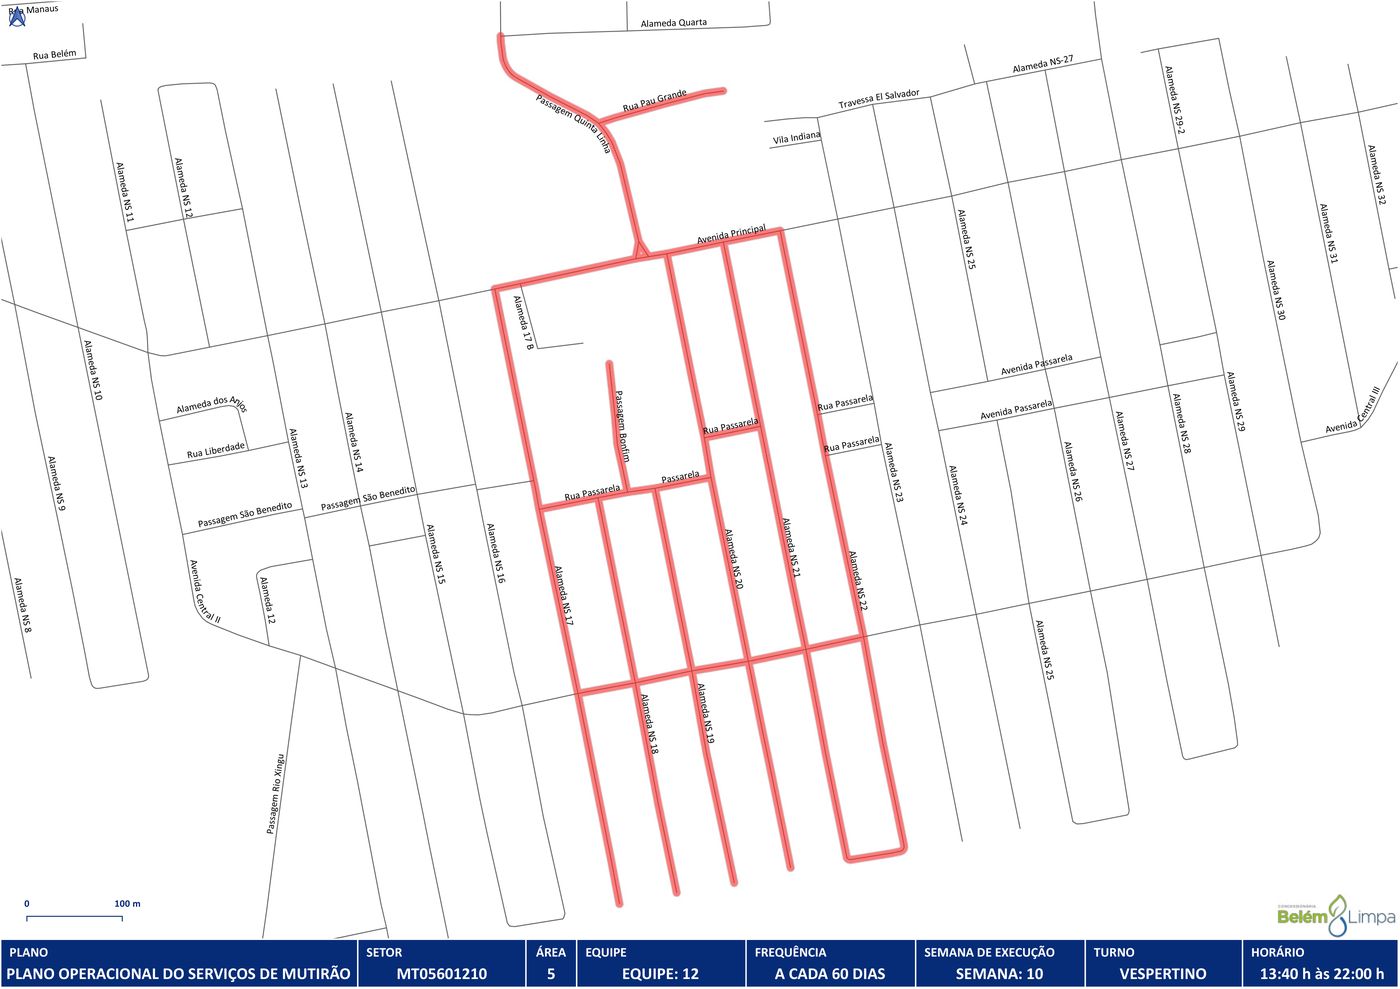 Rua Manaus
Alameda Quarta
Rua Belém
Alameda NS-27
Passagem Quinta Linha
Rua Pau Grande
Travessa El Salvador
Vila Indiana
Alameda NS 29-2
Alameda NS 11
Alameda NS 12
Alameda NS 32
Avenida Principal
Alameda NS 25
Alameda NS 31
Alameda NS 30
Alameda 17 B
Alameda NS 10
Alameda dos Anjos
Rua Liberdade
Alameda NS 13
Alameda NS 14
Passagem Bonfim
Rua Passarela
Rua Passarela
Rua Passarela
Avenida Passarela
Avenida Passarela
Alameda NS 29
Avenida Central III
Alameda NS 28
Alameda NS 27
Alameda NS 26
Alameda NS 9
Passagem São Benedito
Passagem São Benedito
Rua Passarela
Passarela
Alameda NS 23
Alameda NS 24
Alameda NS 8
Avenida Central II
Alameda 12
Alameda NS 15
Alameda NS 16
Alameda NS 17
Alameda NS 20
Alameda NS 21
Alameda NS 22
Alameda NS 25
Alameda NS 18
Alameda NS 19
Passagem Rio Xingu
0 100 m
CONCESSIONÁRIA
Belém Limpa
PLANO
PLANO OPERACIONAL DO SERVIÇOS DE MUTIRÃO
SETOR
MT05601210
ÁREA
5
EQUIPE
EQUIPE: 12
FREQUÊNCIA
A CADA 60 DIAS
SEMANA DE EXECUÇÃO
SEMANA: 10
TURNO
VESPERTINO
HORÁRIO
13:40 h às 22:00 h